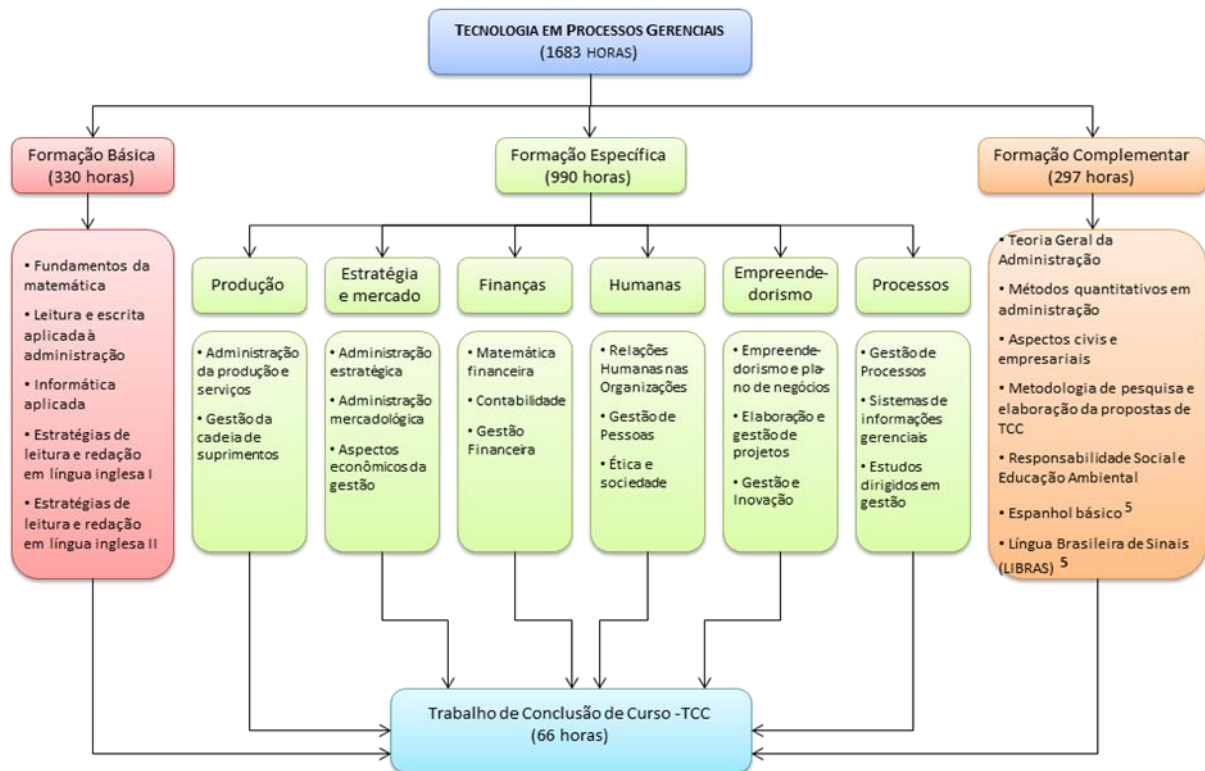 TECNOLOGIA EM PROCESSOS GERENCIAIS
(1683 HORAS)
Formação Básica
(330 horas)
Formação Específica
(990 horas)
Formação Complementar
(297 horas)
• Fundamentos da
matemática
• Leitura e escrita
aplicada à
administração
• Informática
aplicada
• Estratégias de
leitura e redação
em língua inglesa I
• Estratégias de
leitura e redação
em língua inglesa II
Produção
• Administração
da produção e
serviços
• Gestão da
cadeia de
suprimentos
Estratégia
e mercado
• Administração
estratégica
• Administração
mercadológica
• Aspectos
econômicos da
gestão
Finanças
• Matemática
financeira
• Contabilidade
• Gestão
Financeira
Humanas
• Relações
Humanas nas
Organizações
• Gestão de
Pessoas
• Ética e
sociedade
Empreende-
dorismo
• Empreende-
dorismo e plano
de negócios
• Elaboração e
gestão de
projetos
• Gestão e
Inovação
Processos
• Gestão de
Processos
• Sistemas de
informações
gerenciais
• Estudos
dirigidos em
gestão
• Teoria Geral da
Administração
• Métodos quantitativos em
administração
• Aspectos civis e
empresariais
• Metodologia de pesquisa e
elaboração da propostas de
TCC
• Responsabilidade Social e
Educação Ambiental
• Espanhol básico 5
• Língua Brasileira de Sinais
(LIBRAS) 5
Trabalho de Conclusão de Curso -TCC
(66 horas)